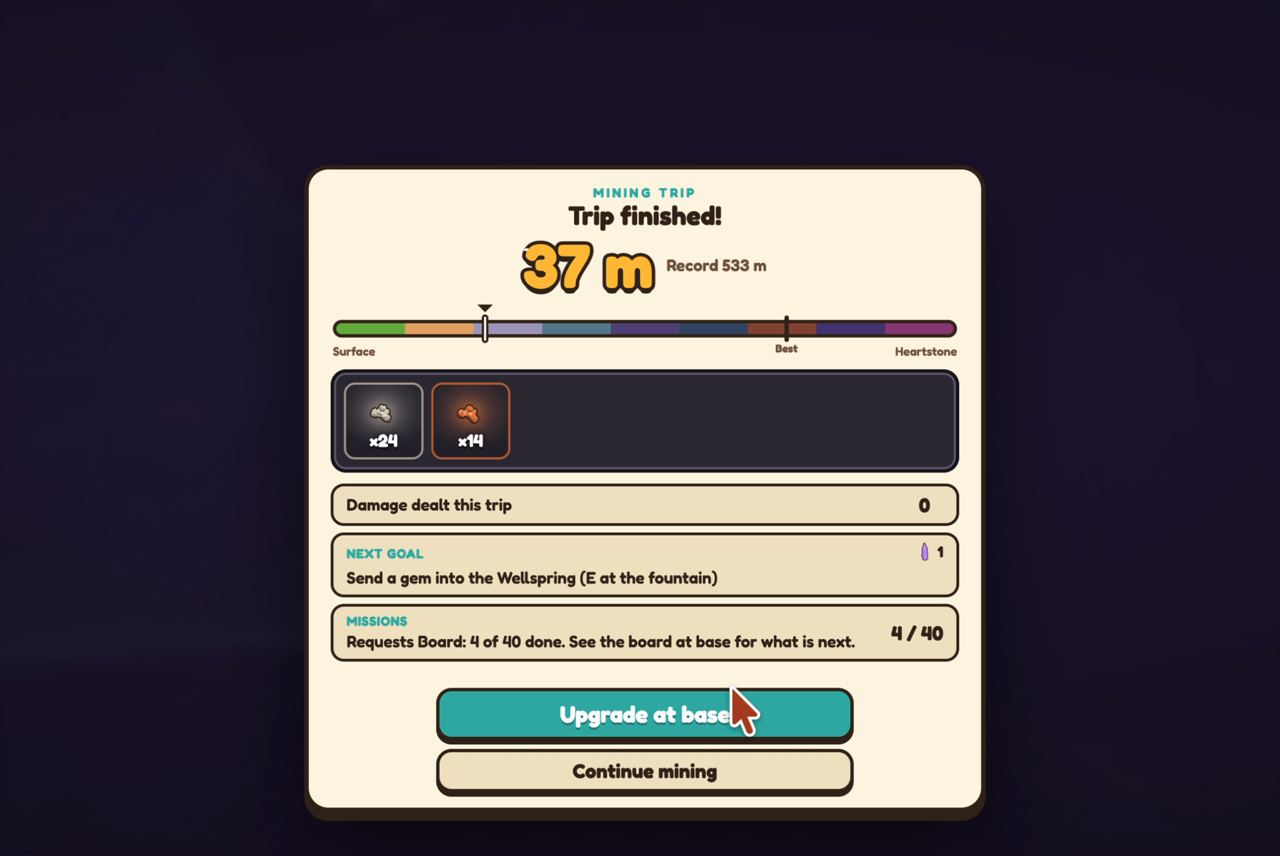 MINING TRIP
Trip finished!
37 m Record 533 m
Best
Surface Heartstone
x24 x14
Damage dealt this trip 0
NEXT GOAL 1
Send a gem into the Wellspring (E at the fountain)
MISSIONS
Requests Board: 4 of 40 done. See the board at base for what is next. 4 / 40
Upgrade at base
Continue mining